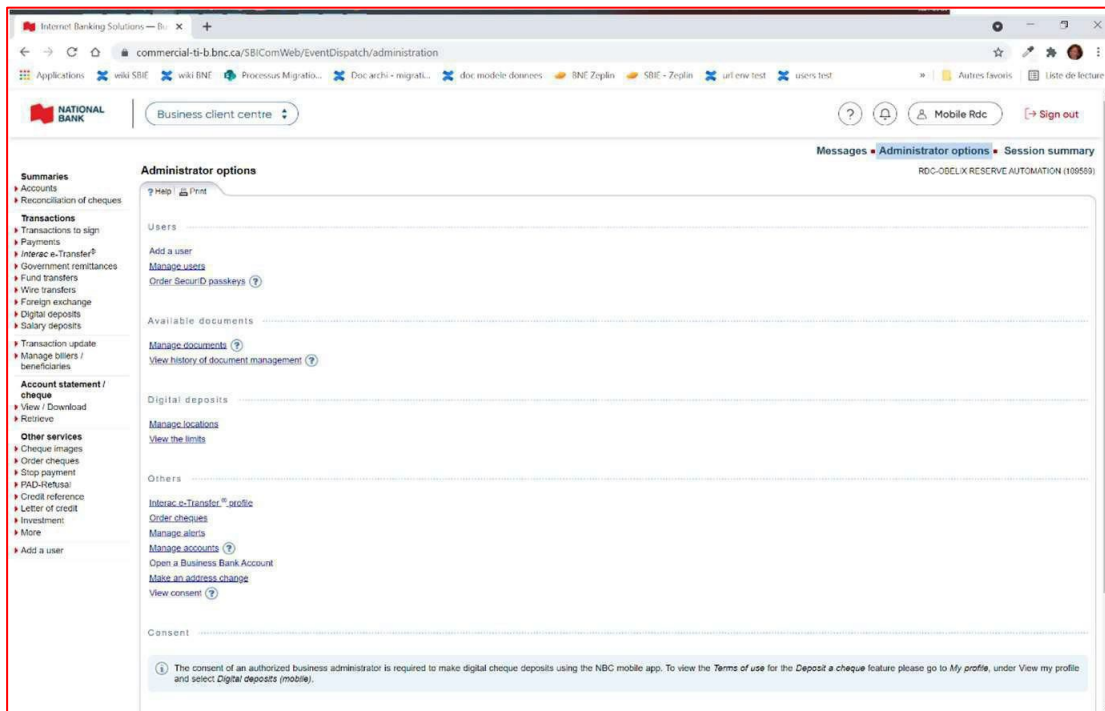 Internet Banking Solutions — Bu
commercial-ti-b.bnc.ca/SBIComWeb/EventDispatch/administration
Applications wiki SBIE wiki BNE Processus Migratio... Doc archi - migrati... doc modele donnees BNE Zeplin SBIE - Zeplin url env test users test » Autres favoris Liste de lecture
NATIONAL
BANK
Business client centre
? Mobile Rdc Sign out
Messages Administrator options Session summary
RDC-OBELIX RESERVE AUTOMATION (109589)
Summaries
Accounts
Reconciliation of cheques
Transactions
Transactions to sign
Payments
Interac e-Transfer®
Government remittances
Fund transfers
Wire transfers
Foreign exchange
Digital deposits
Salary deposits
Transaction update
Manage billers /
beneficiaries
Account statement /
cheque
View / Download
Retrieve
Other services
Cheque images
Order cheques
Stop payment
PAD-Refusal
Credit reference
Letter of credit
Investment
More
Add a user
Administrator options
? Help Print
Users
Add a user
Manage users
Order SecurID passkeys ?
Available documents
Manage documents ?
View history of document management ?
Digital deposits
Manage locations
View the limits
Others
Interac e-Transfer ® profile
Order cheques
Manage alerts
Manage accounts ?
Open a Business Bank Account
Make an address change
View consent ?
Consent
The consent of an authorized business administrator is required to make digital cheque deposits using the NBC mobile app. To view the Terms of use for the Deposit a cheque feature please go to My profile, under View my profile
and select Digital deposits (mobile).